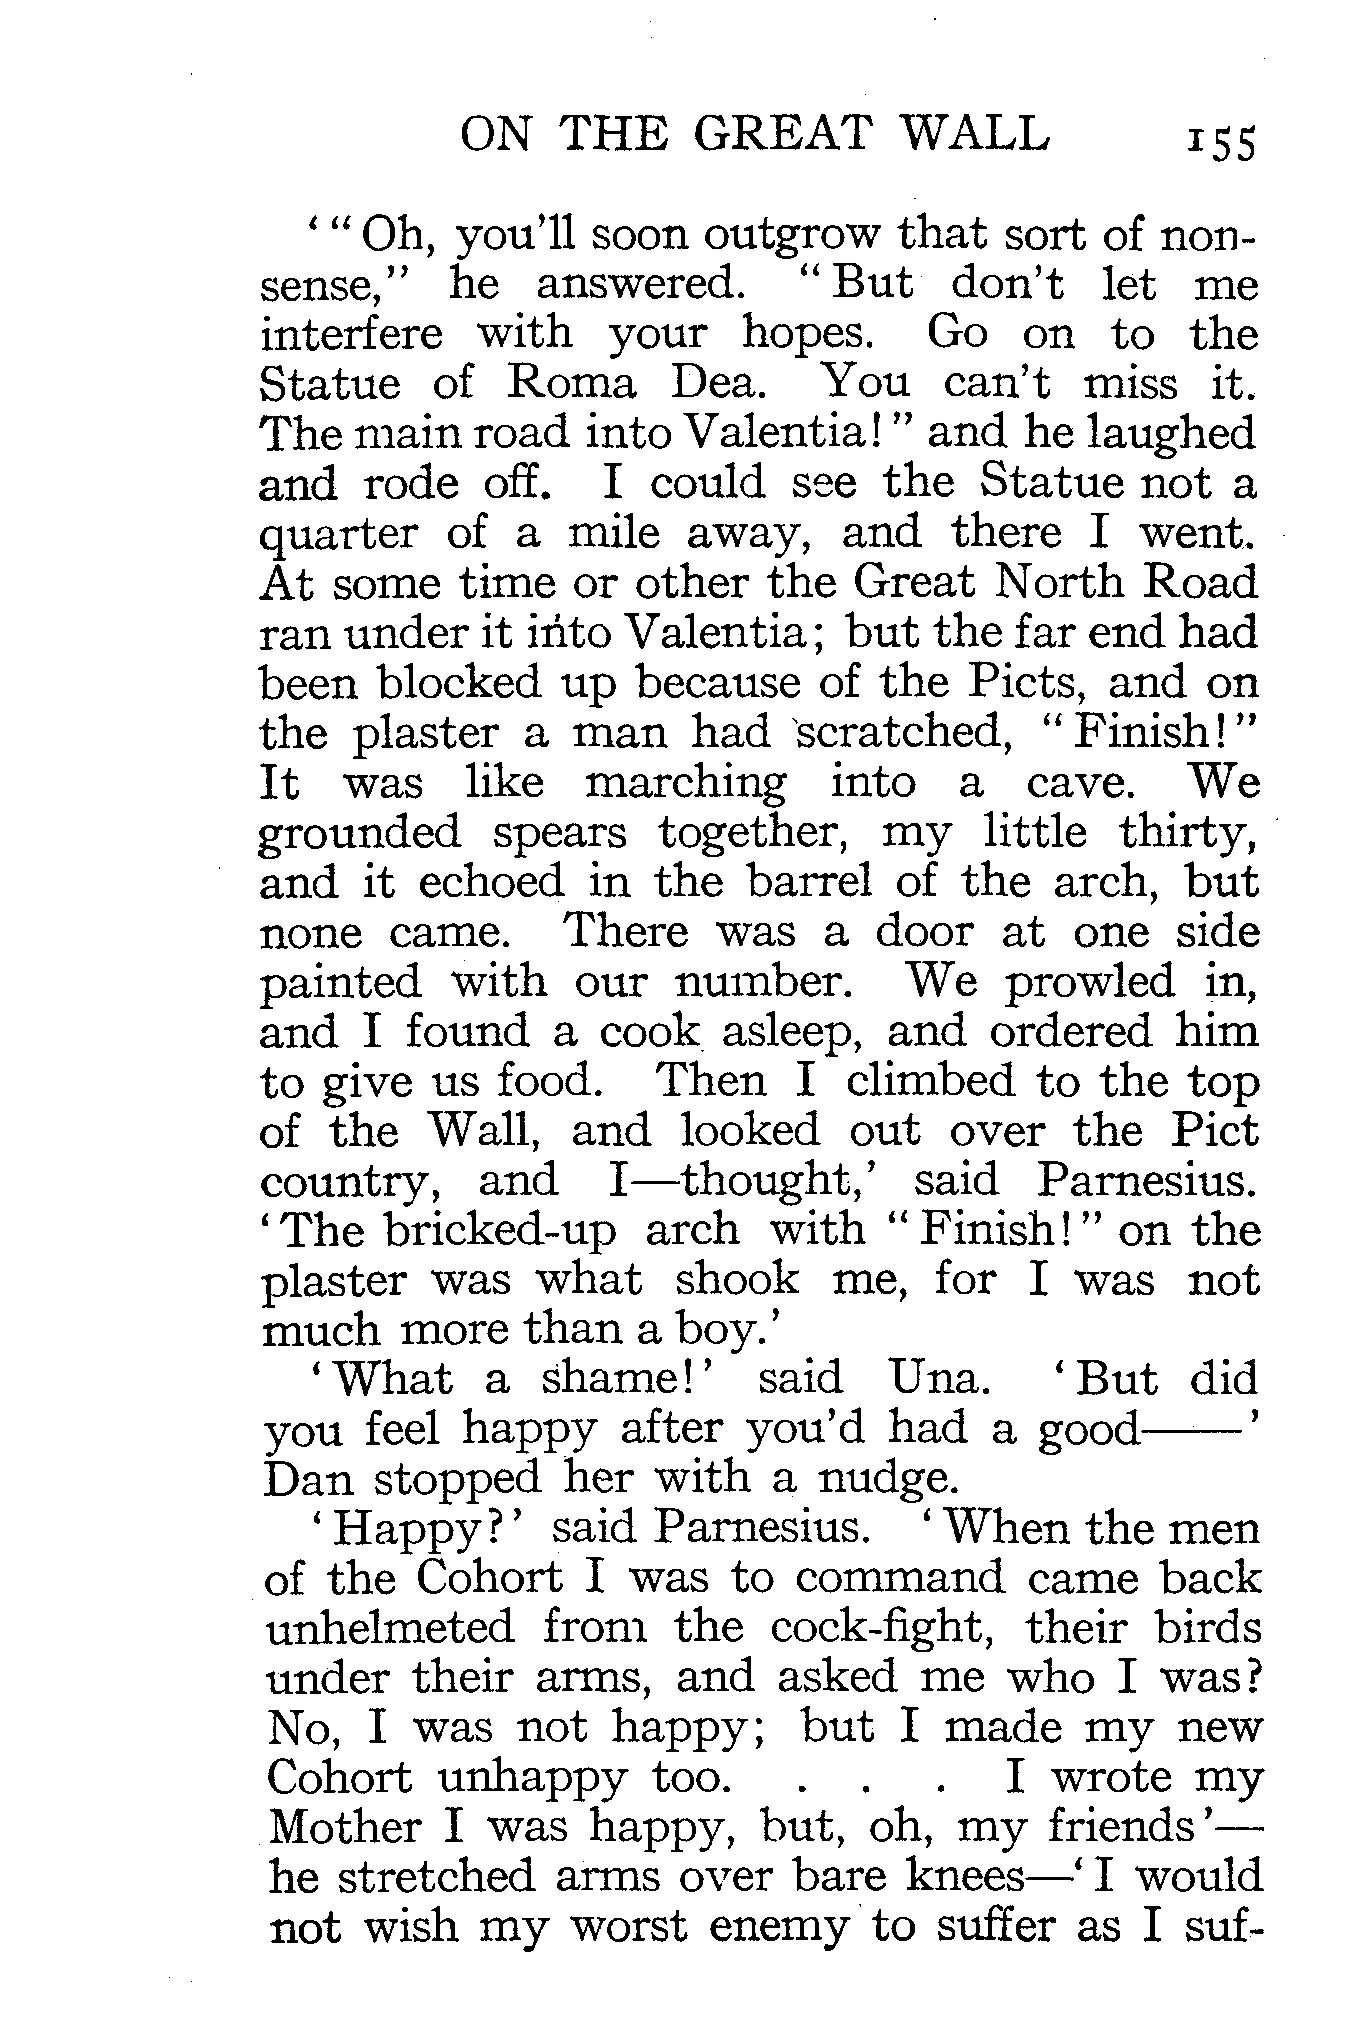 ON THE GREAT WALL 155
‘“Oh, you’ll soon outgrow that sort of non-
sense,” he answered. “But don’t let me
interfere with your hopes. Go on to the
Statue of Roma Dea. You can’t miss it.
The main road into Valentia!” and he laughed
and rode off. I could see the Statue not a
quarter of a mile away, and there I went.
At some time or other the Great North Road
ran under it into Valentia; but the far end had
been blocked up because of the Picts, and on
the plaster a man had scratched, “Finish!”
It was like marching into a cave. We
grounded spears together, my little thirty,
and it echoed in the barrel of the arch, but
none came. There was a door at one side
painted with our number. We prowled in,
and I found a cook asleep, and ordered him
to give us food. Then I climbed to the top
of the Wall, and looked out over the Pict
country, and I—thought,’ said Parnesius.
‘The bricked-up arch with “Finish!” on the
plaster was what shook me, for I was not
much more than a boy.’
‘What a shame!’ said Una. ‘But did
you feel happy after you’d had a good——’
Dan stopped her with a nudge.
‘Happy?’ said Parnesius. ‘When the men
of the Cohort I was to command came back
unhelmeted from the cock-fight, their birds
under their arms, and asked me who I was?
No, I was not happy; but I made my new
Cohort unhappy too. . . . I wrote my
Mother I was happy, but, oh, my friends’—
he stretched arms over bare knees—‘I would
not wish my worst enemy to suffer as I suf-